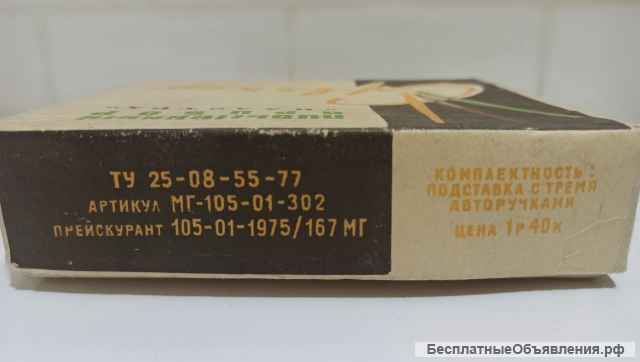 ТУ 25-08-55-77
АРТИКУЛ МГ-105-01-302
ПРЕЙСКУРАНТ 105-01-1975/167 МГ
КОМПЛЕКТНОСТЬ:
ПОДСТАВКА С ТРЕМЯ
АВТОРУЧКАМИ
ЦЕНА 1Р 40К
БесплатныеОбъявления.рф